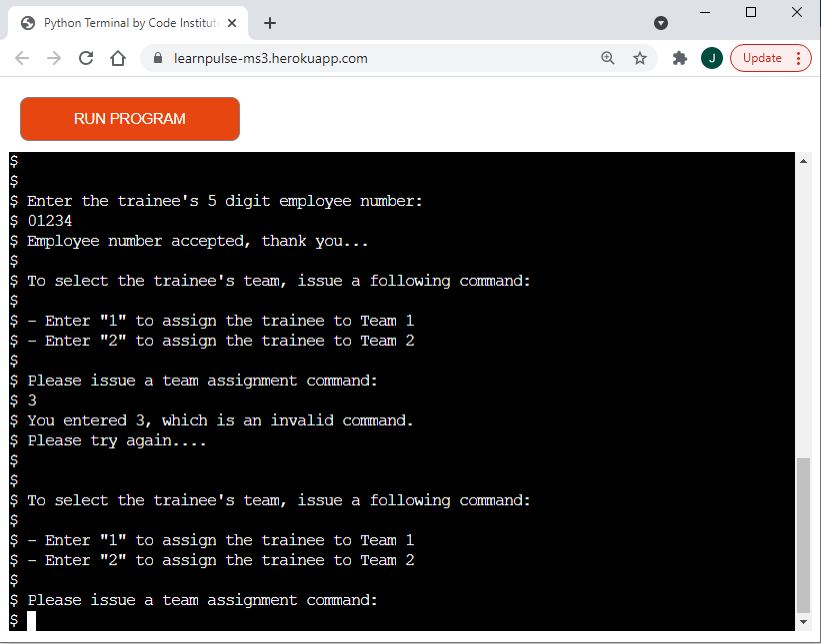 Python Terminal by Code Institut
learnpulse-ms3.herokuapp.com
J
Update
RUN PROGRAM
$
$
$ Enter the trainee's 5 digit employee number:
$ 01234
$ Employee number accepted, thank you...
$
$ To select the trainee's team, issue a following command:
$
$ - Enter "1" to assign the trainee to Team 1
$ - Enter "2" to assign the trainee to Team 2
$
$ Please issue a team assignment command:
$ 3
$ You entered 3, which is an invalid command.
$ Please try again....
$
$
$ To select the trainee's team, issue a following command:
$
$ - Enter "1" to assign the trainee to Team 1
$ - Enter "2" to assign the trainee to Team 2
$
$ Please issue a team assignment command:
$